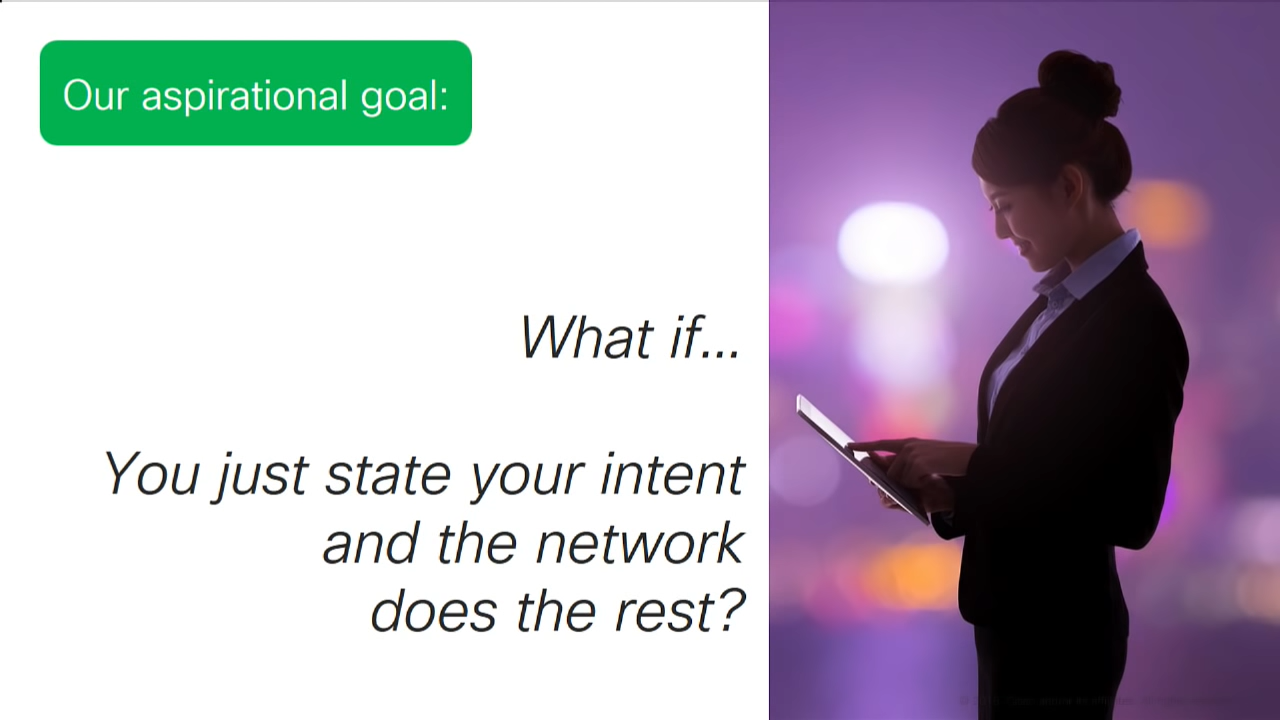 Our aspirational goal:
What if...
You just state your intent
and the network
does the rest?